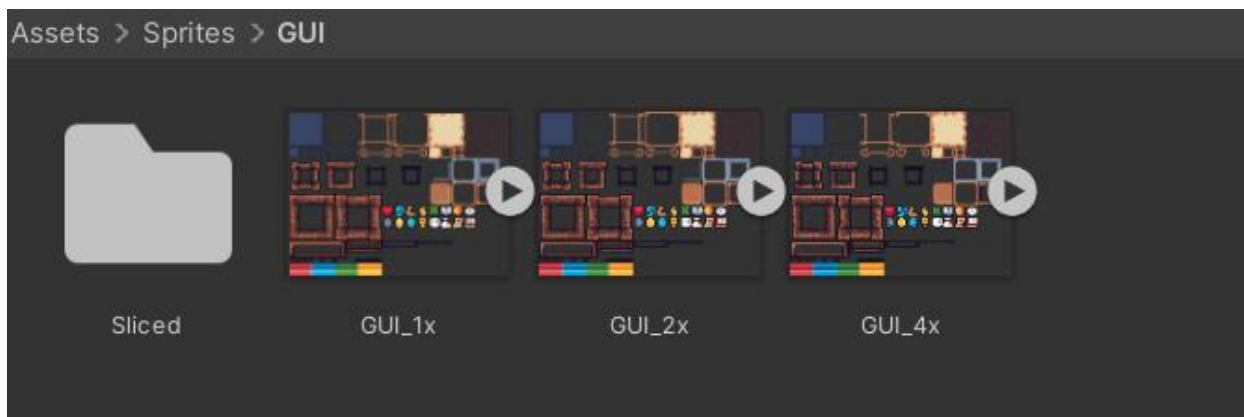 Assets > Sprites > GUI
Sliced
GUI_1x
GUI_2x
GUI_4x